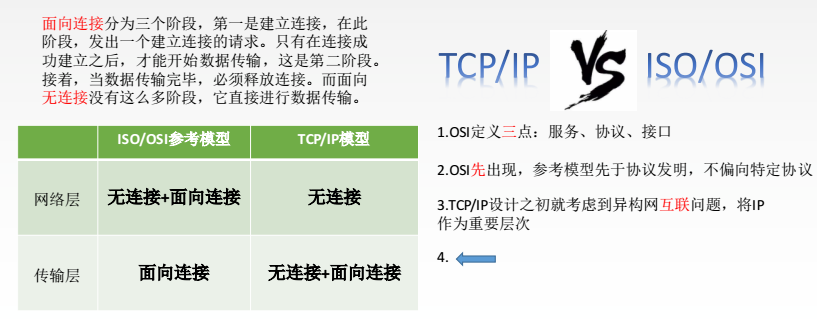 面向连接分为三个阶段，第一是建立连接，在此
阶段，发出一个建立连接的请求。只有在连接成
功建立之后，才能开始数据传输，这是第二阶段。
接着，当数据传输完毕，必须释放连接。而面向
无连接没有这么多阶段，它直接进行数据传输。
ISO/OSI参考模型 TCP/IP模型
网络层 无连接+面向连接 无连接
传输层 面向连接 无连接+面向连接
TCP/IP VS ISO/OSI
1.OSI定义三点：服务、协议、接口
2.OSI先出现，参考模型先于协议发明，不偏向特定协议
3.TCP/IP设计之初就考虑到异构网互联问题，将IP
作为重要层次
4.